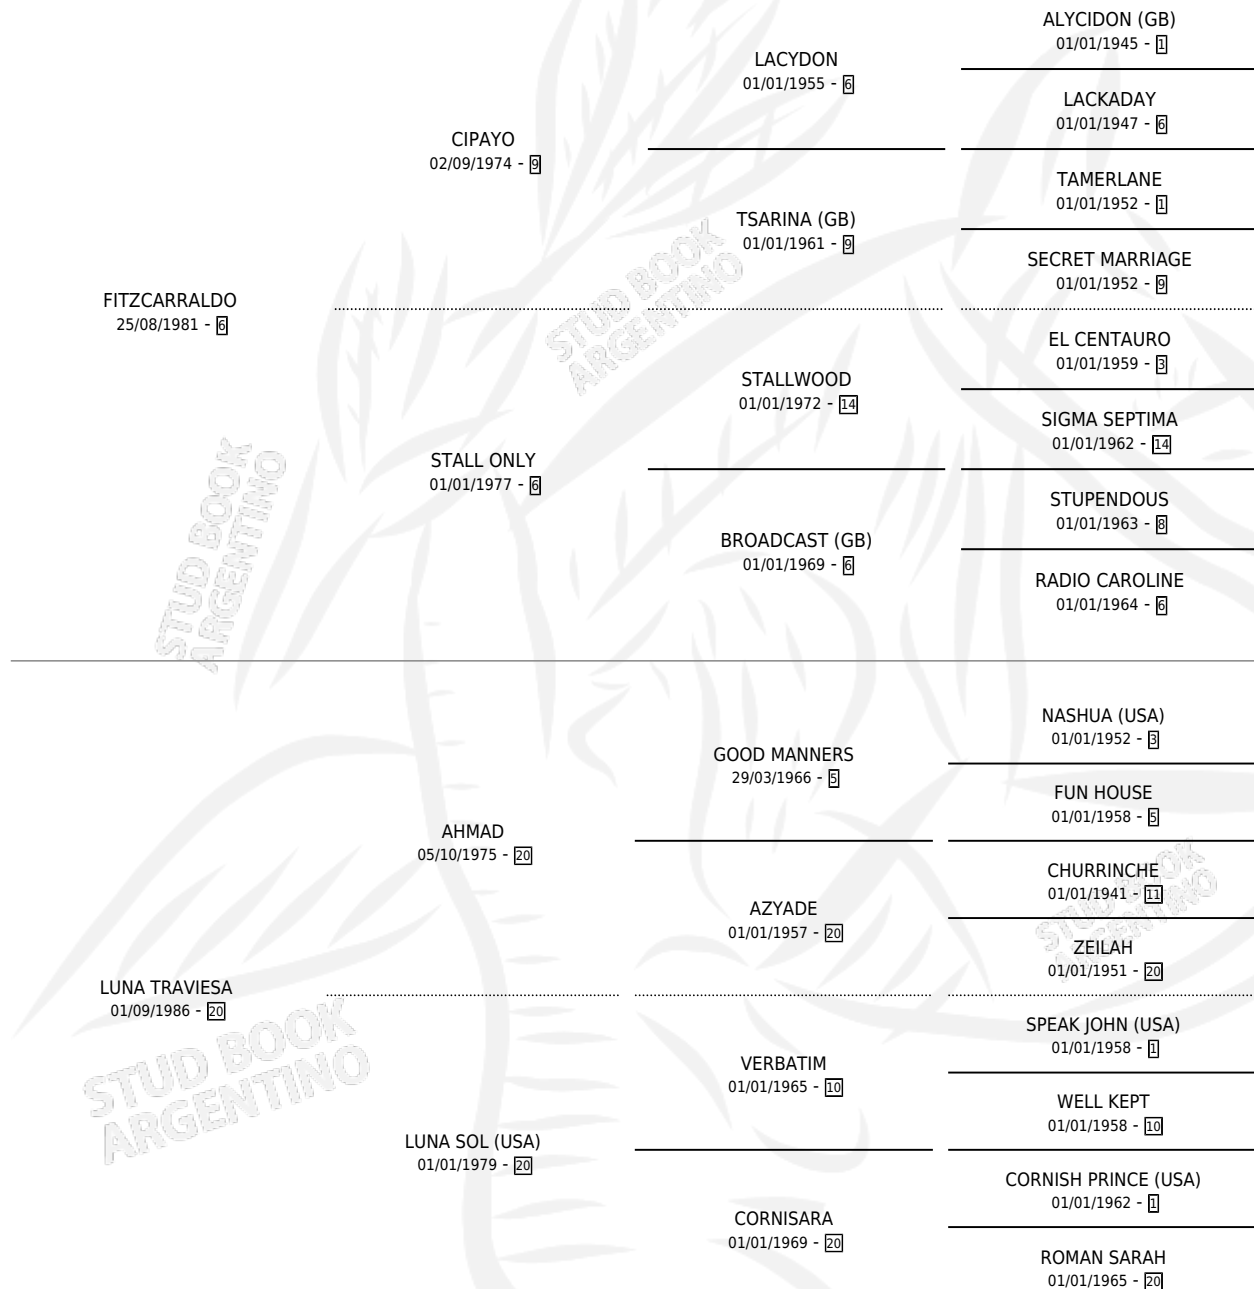 ALYCIDON (GB)
01/01/1945 - 1
LACYDON
01/01/1955 - 6
LACKADAY
01/01/1947 - 6
CIPAYO
02/09/1974 - 9
TAMERLANE
01/01/1952 - 1
TSARINA (GB)
01/01/1961 - 9
SECRET MARRIAGE
01/01/1952 - 9
FITZCARRALDO
25/08/1981 - 6
EL CENTAURO
01/01/1959 - 3
STALLWOOD
01/01/1972 - 14
SIGMA SEPTIMA
01/01/1962 - 14
STALL ONLY
01/01/1977 - 6
STUPENDOUS
01/01/1963 - 8
BROADCAST (GB)
01/01/1969 - 6
RADIO CAROLINE
01/01/1964 - 6
NASHUA (USA)
01/01/1952 - 3
GOOD MANNERS
29/03/1966 - 5
FUN HOUSE
01/01/1958 - 5
AHMAD
05/10/1975 - 20
CHURRINCHE
01/01/1941 - 11
AZYADE
01/01/1957 - 20
ZEILAH
01/01/1951 - 20
LUNA TRAVIESA
01/09/1986 - 20
SPEAK JOHN (USA)
01/01/1958 - 1
VERBATIM
01/01/1965 - 10
WELL KEPT
01/01/1958 - 10
LUNA SOL (USA)
01/01/1979 - 20
CORNISH PRINCE (USA)
01/01/1962 - 1
CORNISARA
01/01/1969 - 20
ROMAN SARAH
01/01/1965 - 20
STUD BOOK
ARGENTINO
STUD BOOK
ARGENTINO
STUD BOOK
ARGENTINO
STUD BOOK
ARGENTINO